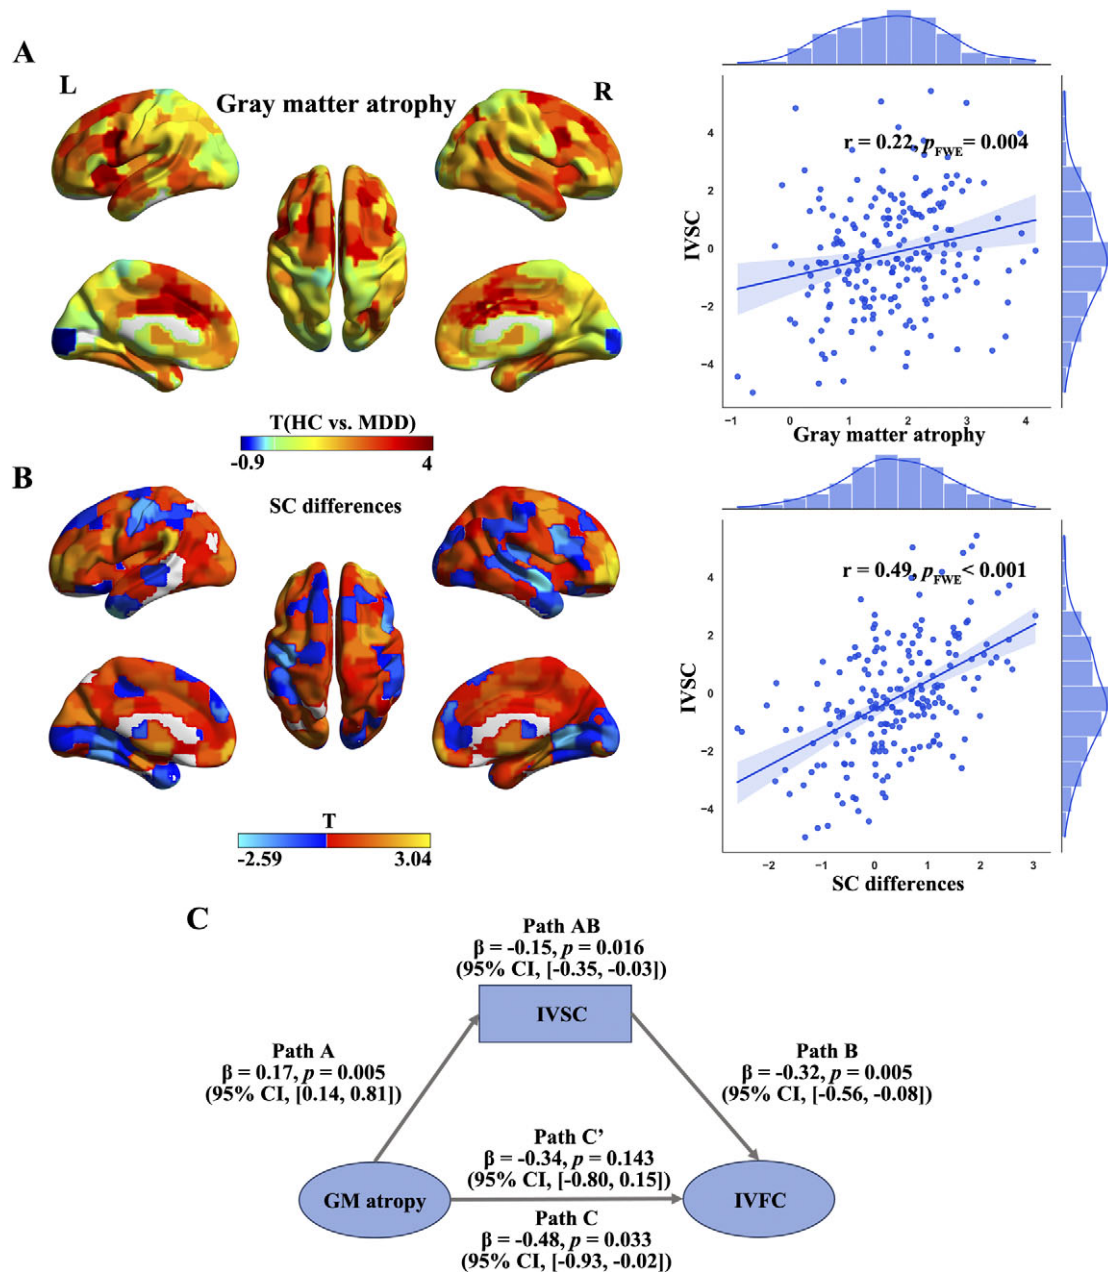 A
L
Gray matter atrophy
R
T(HC vs. MDD)
-0.9
4
r = 0.22, pFWE = 0.004
IVSC
4
2
0
−2
−4
−1
0
1
2
3
4
Gray matter atrophy
B
SC differences
T
-2.59
3.04
r = 0.49, pFWE < 0.001
IVSC
4
2
0
−2
−4
−2
−1
0
1
2
3
SC differences
C
Path AB
β = -0.15, p = 0.016
(95% CI, [-0.35, -0.03])
IVSC
Path A
β = 0.17, p = 0.005
(95% CI, [0.14, 0.81])
Path B
β = -0.32, p = 0.005
(95% CI, [-0.56, -0.08])
Path C’
β = -0.34, p = 0.143
(95% CI, [-0.80, 0.15])
GM atropy
IVFC
Path C
β = -0.48, p = 0.033
(95% CI, [-0.93, -0.02])